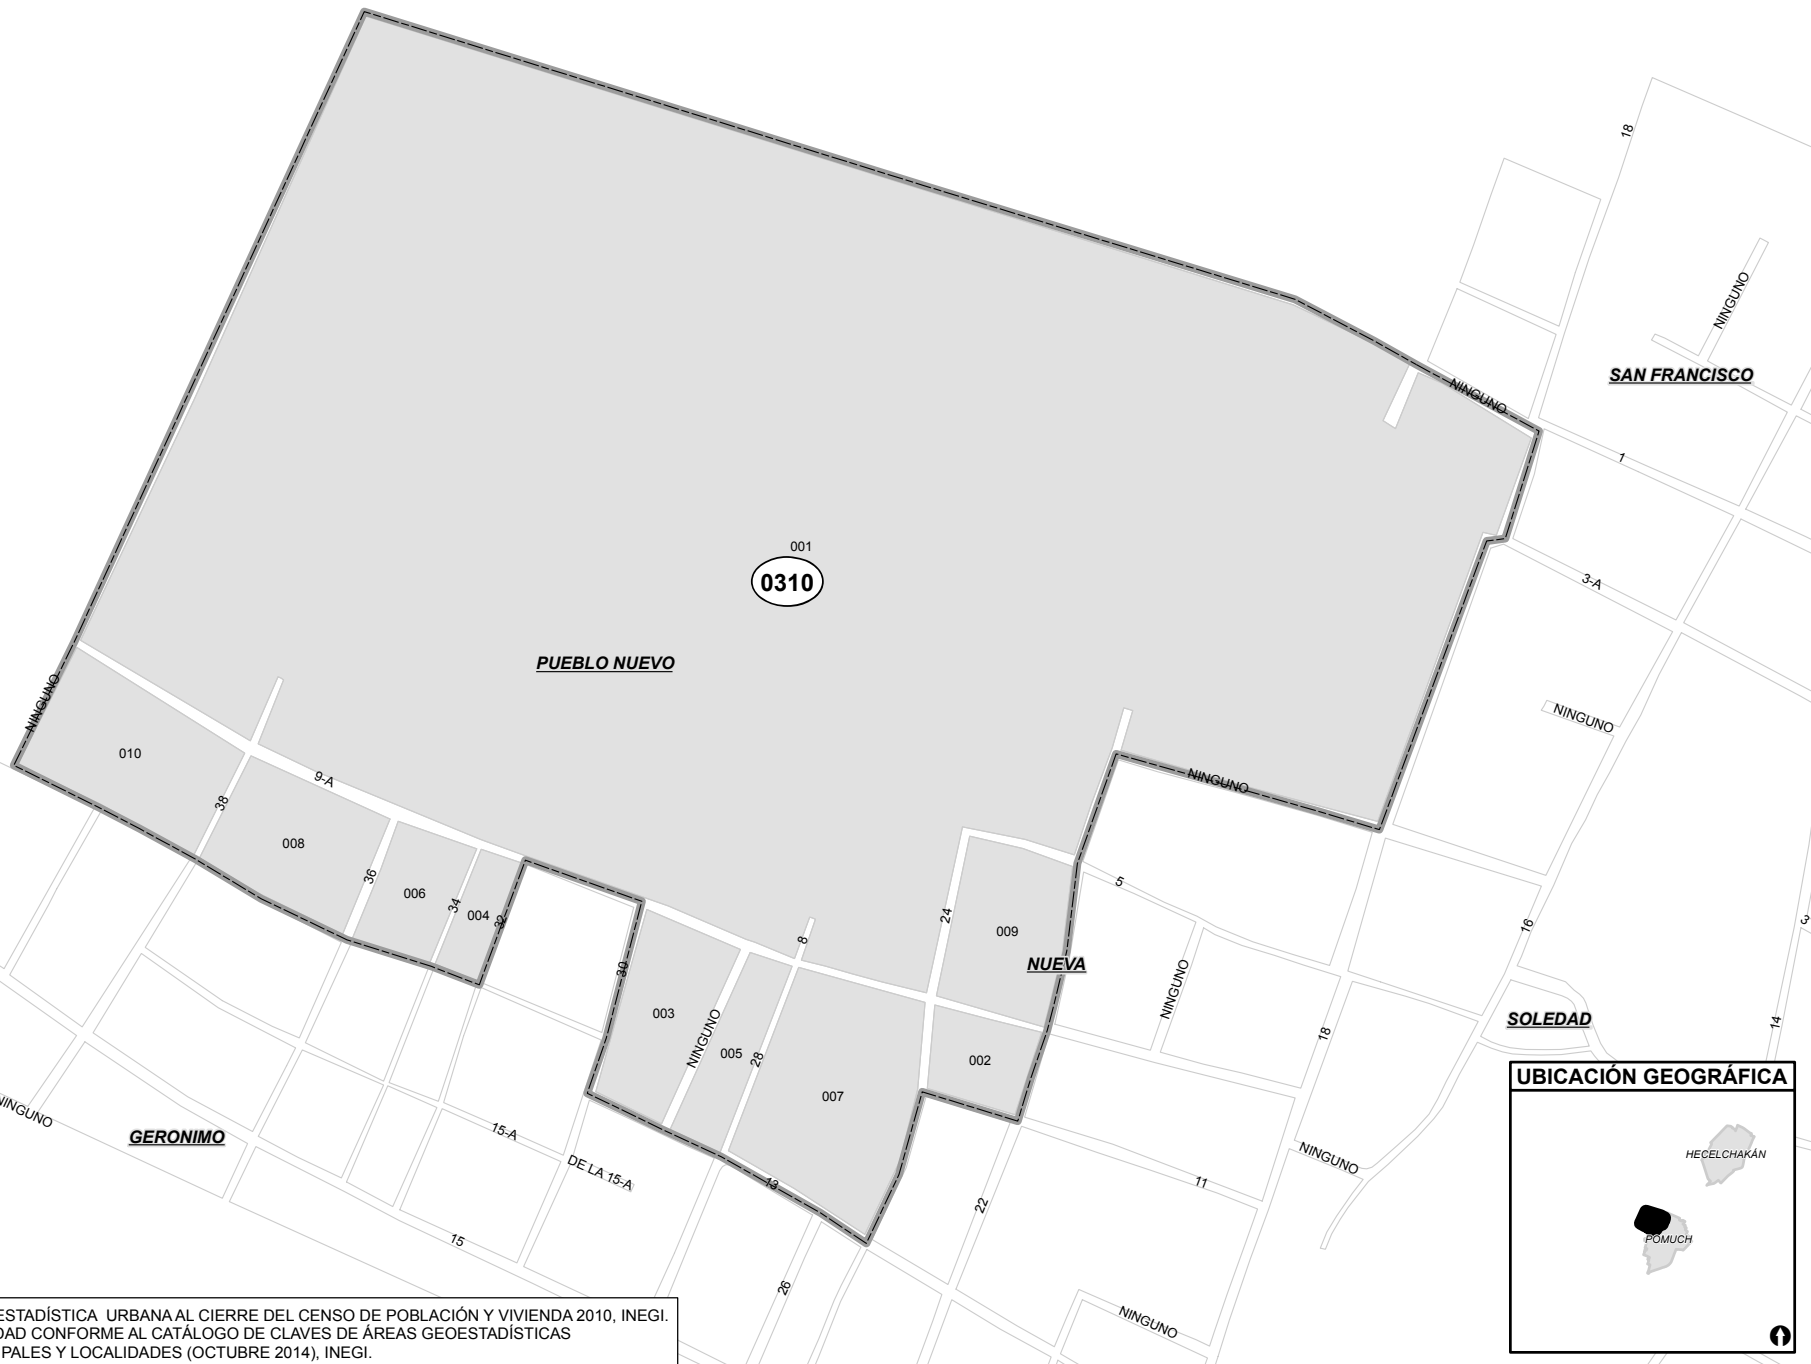 18
NINGUNO
SAN FRANCISCO
NINGUNO
1
001
0310
3-A
PUEBLO NUEVO
NINGUNO
NINGUNO
010
NINGUNO
9-A
38
008
36
006
34
004
32
5
24
009
8
30
NUEVA
16
3
NINGUNO
003
NINGUNO
005
28
002
007
18
SOLEDAD
14
UBICACIÓN GEOGRÁFICA
HECELCHAKÁN
POMUCH
NINGUNO
GERONIMO
15-A
DE LA 15-A
13
22
11
NINGUNO
15
26
NINGUNO
ESTADÍSTICA URBANA AL CIERRE DEL CENSO DE POBLACIÓN Y VIVIENDA 2010, INEGI.
DAD CONFORME AL CATÁLOGO DE CLAVES DE ÁREAS GEOESTADÍSTICAS
PALES Y LOCALIDADES (OCTUBRE 2014), INEGI.